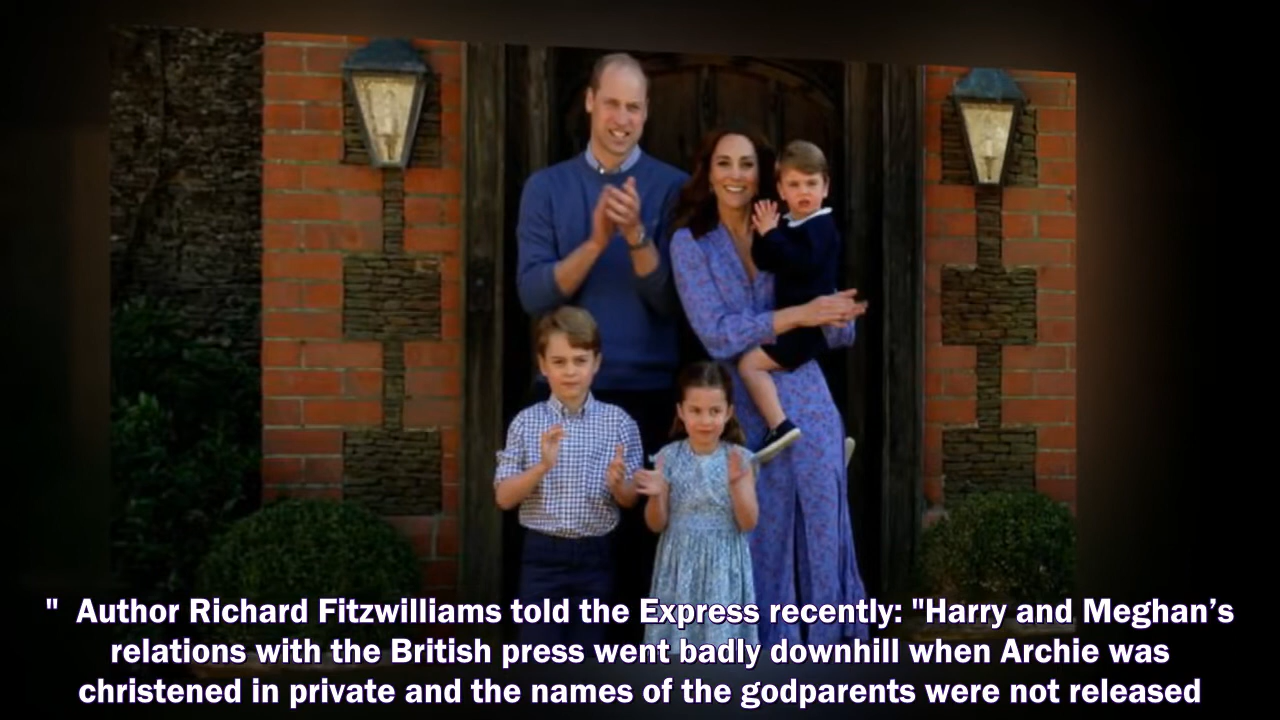 "  Author Richard Fitzwilliams told the Express recently: "Harry and Meghan’s
relations with the British press went badly downhill when Archie was
christened in private and the names of the godparents were not released